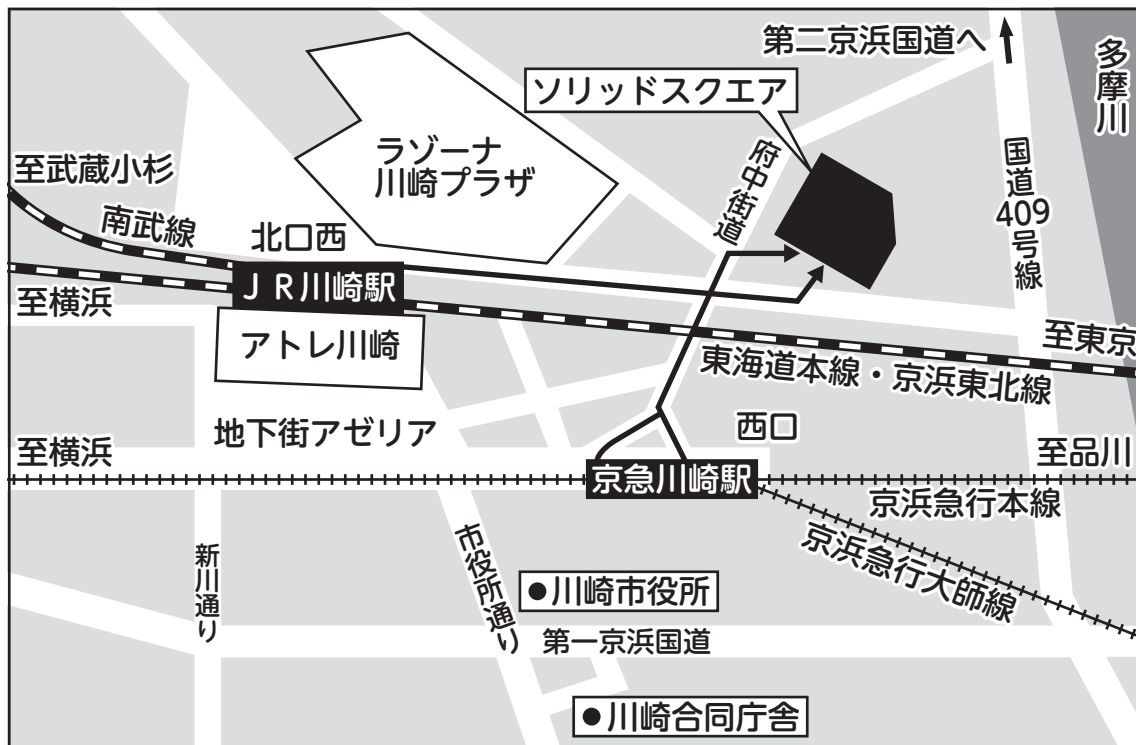 第二京浜国道へ
多摩川
ソリッドスクエア
ラゾーナ
川崎プラザ
府中街道
国道409号線
至武蔵小杉
南武線
北口西
JR川崎駅
至横浜
アトレ川崎
至東京
東海道本線・京浜東北線
地下街アゼリア
西口
至横浜
至品川
京急川崎駅
京浜急行本線
京浜急行大師線
新川通り
市役所通り
●川崎市役所
第一京浜国道
●川崎合同庁舎